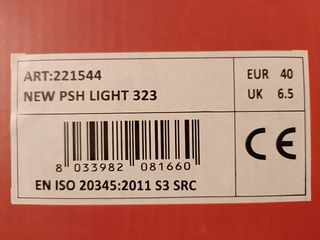 ART:221544
NEW PSH LIGHT 323
EUR 40
UK 6.5
8 033982 081660
CE
EN ISO 20345:2011 S3 SRC